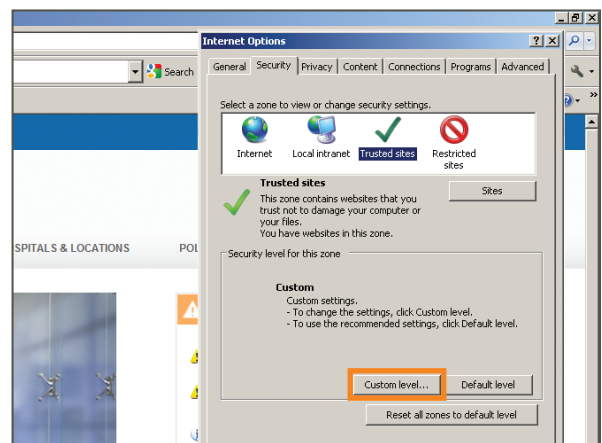 Internet Options
Search
General Security Privacy Content Connections Programs Advanced
Select a zone to view or change security settings.
Internet Local intranet Trusted sites Restricted sites
Trusted sites
Sites
This zone contains websites that you
trust not to damage your computer or
your files.
You have websites in this zone.
SPITALS & LOCATIONS
POL
Security level for this zone
Custom
Custom settings.
- To change the settings, click Custom level.
- To use the recommended settings, click Default level.
Custom level... Default level
Reset all zones to default level